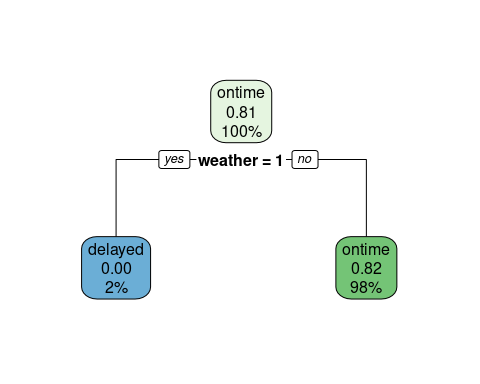 ontime
0.81
100%
yes weather = 1 no
delayed
0.00
2%
ontime
0.82
98%